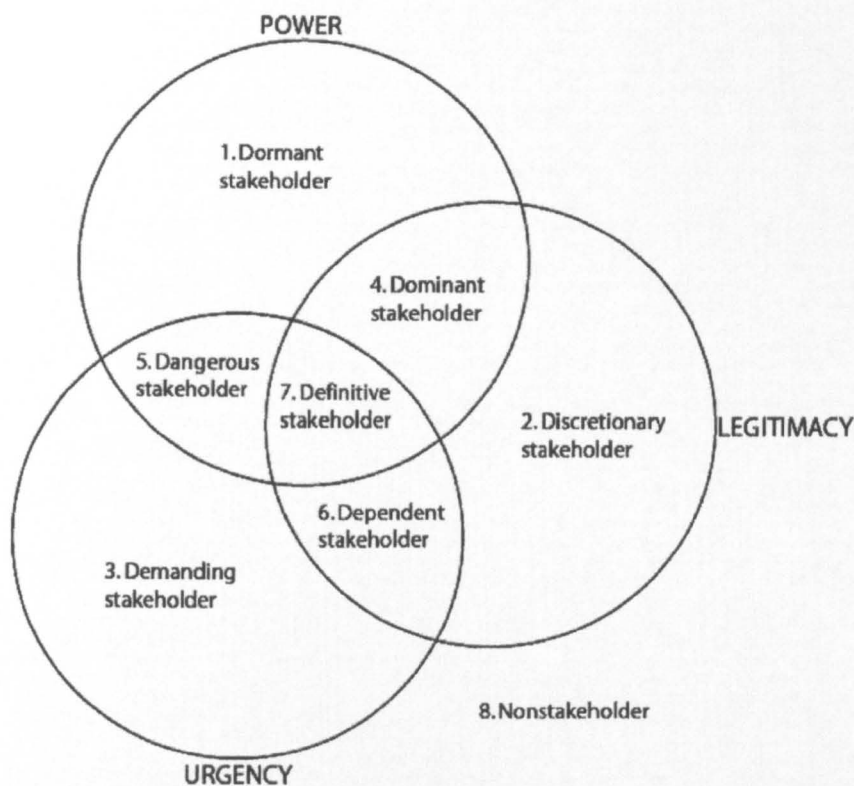 POWER
1. Dormant
stakeholder
4. Dominant
stakeholder
5. Dangerous
stakeholder
7. Definitive
stakeholder
2. Discretionary
stakeholder
LEGITIMACY
6. Dependent
stakeholder
3. Demanding
stakeholder
8. Nonstakeholder
URGENCY